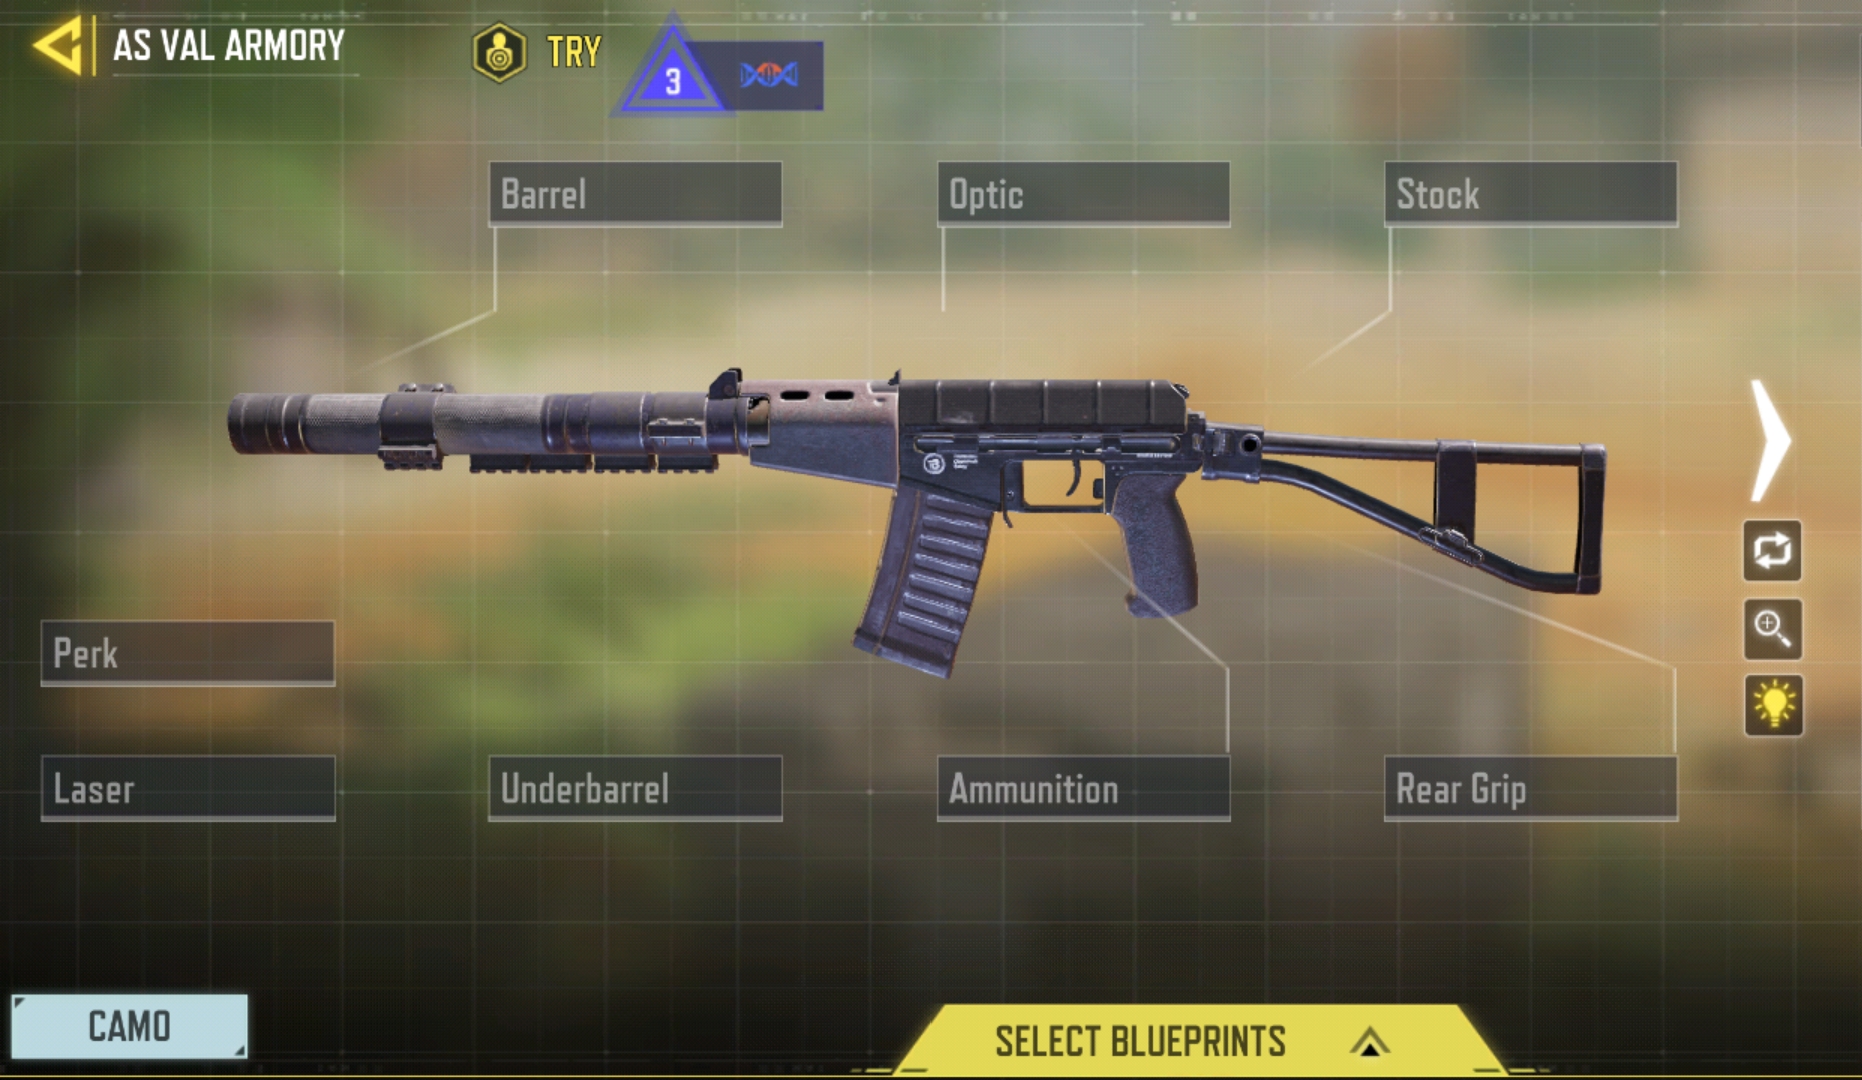 AS VAL ARMORY
TRY
3
Barrel
Optic
Stock
Perk
Laser
Underbarrel
Ammunition
Rear Grip
CAMO
SELECT BLUEPRINTS